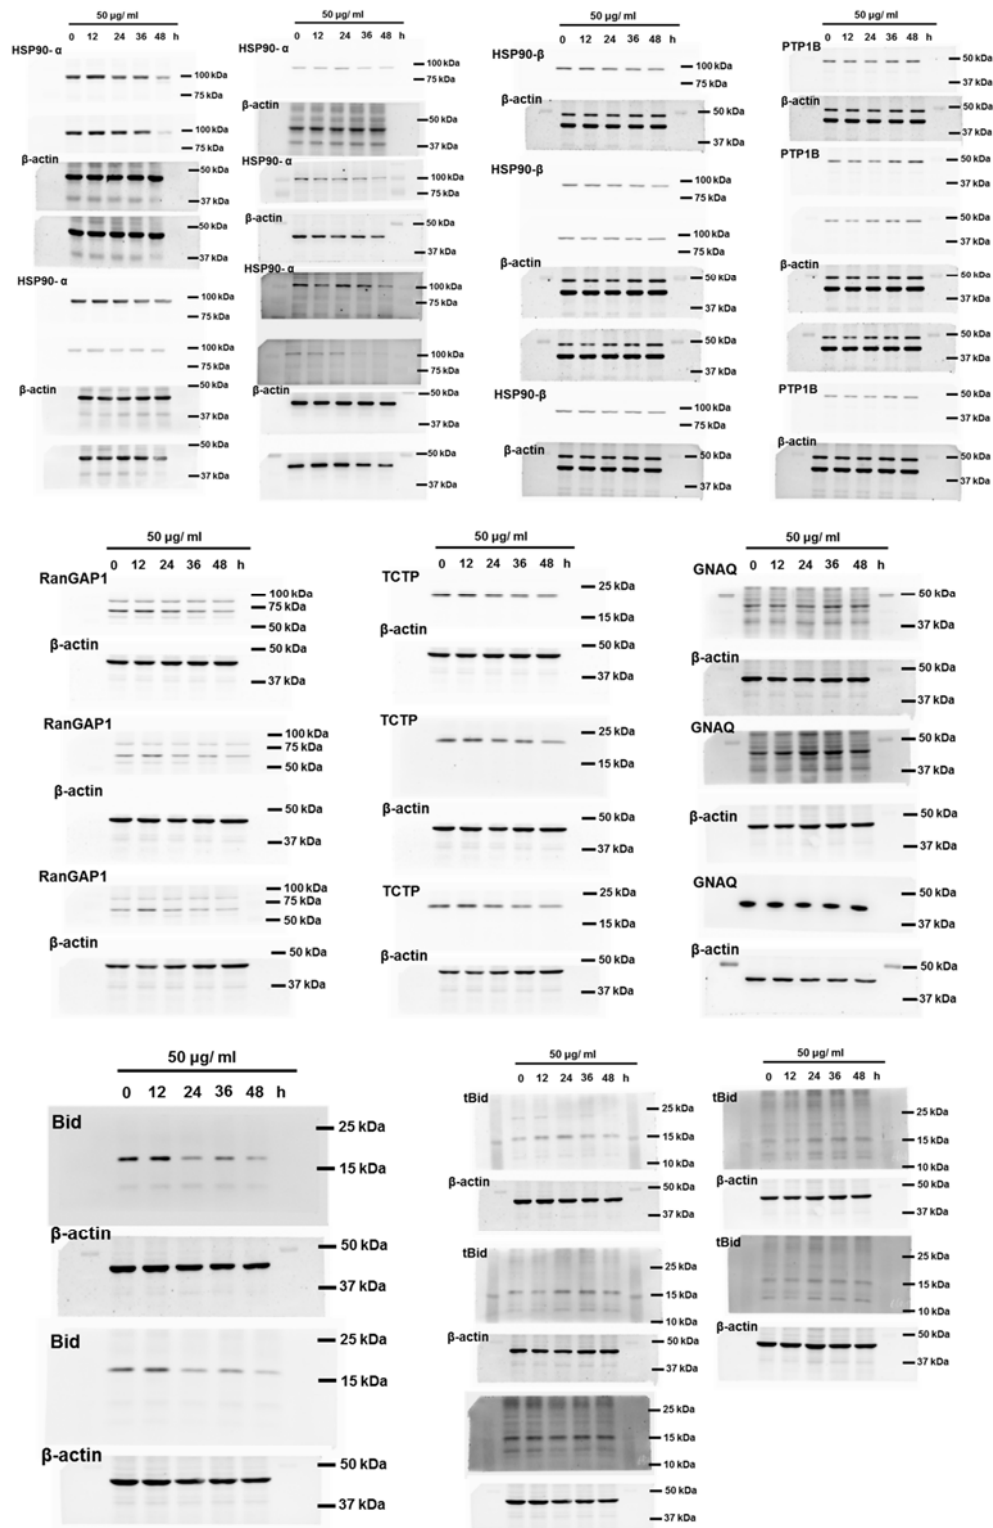 50 µg/ ml
0 12 24 36 48 h
HSP90- α
100 kDa
75 kDa
100 kDa
75 kDa
β-actin
50 kDa
37 kDa
50 kDa
37 kDa
HSP90- α
100 kDa
75 kDa
100 kDa
75 kDa
β-actin
50 kDa
37 kDa
50 kDa
37 kDa
50 µg/ ml
0 12 24 36 48 h
HSP90- α
100 kDa
75 kDa
β-actin
50 kDa
37 kDa
HSP90- α
100 kDa
75 kDa
β-actin
50 kDa
37 kDa
HSP90- α
100 kDa
75 kDa
100 kDa
75 kDa
β-actin
50 kDa
37 kDa
50 kDa
37 kDa
50 µg/ ml
0 12 24 36 48 h
HSP90-β
100 kDa
75 kDa
β-actin
50 kDa
37 kDa
HSP90-β
100 kDa
75 kDa
100 kDa
75 kDa
β-actin
50 kDa
37 kDa
50 kDa
37 kDa
HSP90-β
100 kDa
75 kDa
β-actin
50 kDa
37 kDa
50 µg/ ml
0 12 24 36 48 h
PTP1B
50 kDa
37 kDa
β-actin
50 kDa
37 kDa
PTP1B
50 kDa
37 kDa
50 kDa
37 kDa
β-actin
50 kDa
37 kDa
50 kDa
37 kDa
PTP1B
50 kDa
37 kDa
β-actin
50 kDa
37 kDa
50 µg/ ml
0 12 24 36 48 h
RanGAP1
100 kDa
75 kDa
50 kDa
β-actin
50 kDa
37 kDa
RanGAP1
100 kDa
75 kDa
50 kDa
β-actin
50 kDa
37 kDa
RanGAP1
100 kDa
75 kDa
50 kDa
β-actin
50 kDa
37 kDa
50 µg/ ml
0 12 24 36 48 h
TCTP
25 kDa
15 kDa
β-actin
50 kDa
37 kDa
TCTP
25 kDa
15 kDa
β-actin
50 kDa
37 kDa
TCTP
25 kDa
15 kDa
β-actin
50 kDa
37 kDa
50 µg/ ml
0 12 24 36 48 h
GNAQ
50 kDa
37 kDa
β-actin
50 kDa
37 kDa
GNAQ
50 kDa
37 kDa
β-actin
50 kDa
37 kDa
GNAQ
50 kDa
37 kDa
β-actin
50 kDa
37 kDa
50 µg/ ml
0 12 24 36 48 h
Bid
25 kDa
15 kDa
β-actin
50 kDa
37 kDa
Bid
25 kDa
15 kDa
β-actin
50 kDa
37 kDa
50 µg/ ml
0 12 24 36 48 h
tBid
25 kDa
15 kDa
10 kDa
β-actin
50 kDa
37 kDa
tBid
25 kDa
15 kDa
10 kDa
β-actin
50 kDa
37 kDa
25 kDa
15 kDa
10 kDa
50 kDa
37 kDa
50 µg/ ml
0 12 24 36 48 h
tBid
25 kDa
15 kDa
10 kDa
β-actin
50 kDa
37 kDa
tBid
25 kDa
15 kDa
10 kDa
β-actin
50 kDa
37 kDa